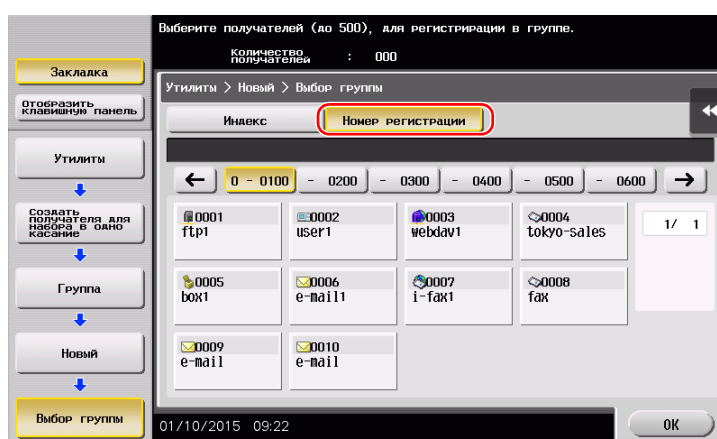 Выберите получателей (до 500), для регистрирации в группе.
Количество
получателей : 000
Закладка
Отобразить
клавишную панель
Утилиты
Создать
получателя для
набора в одно
касание
Группа
Новый
Выбор группы
Утилиты > Новый > Выбор группы
Индекс
Номер регистрации
← 0 - 0100 - 0200 - 0300 - 0400 - 0500 - 0600 →
0001
ftp1
0002
user1
0003
webdav1
0004
tokyo-sales
1/ 1
0005
box1
0006
e-mail1
0007
i-fax1
0008
fax
0009
e-mail
0010
e-mail
01/10/2015 09:22
OK